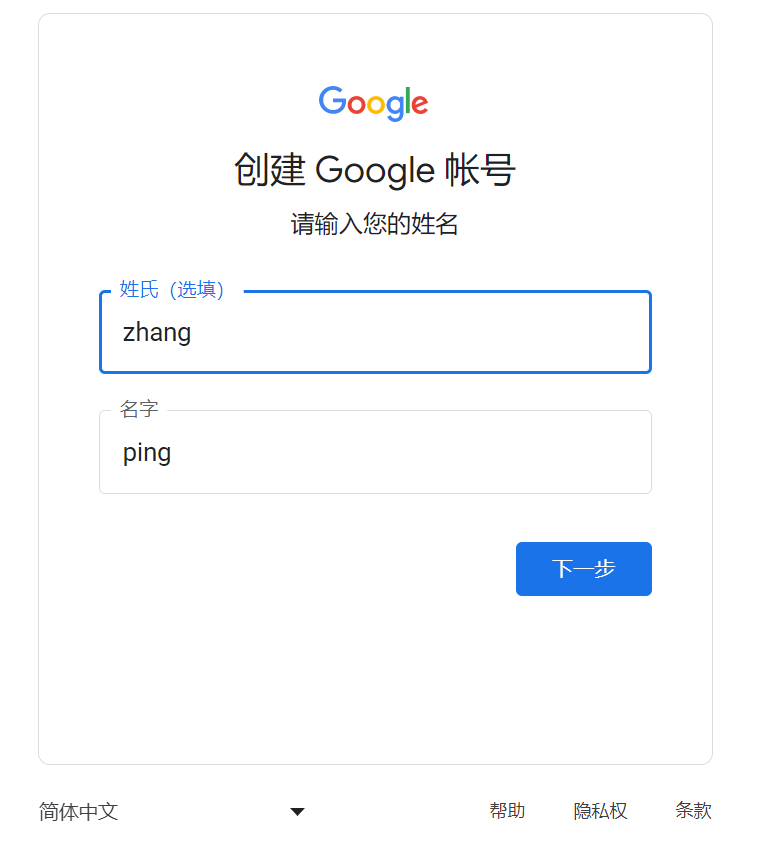 Google
创建 Google 帐号
请输入您的姓名
姓氏（选填）
zhang
名字
ping
下一步
简体中文 帮助 隐私权 条款